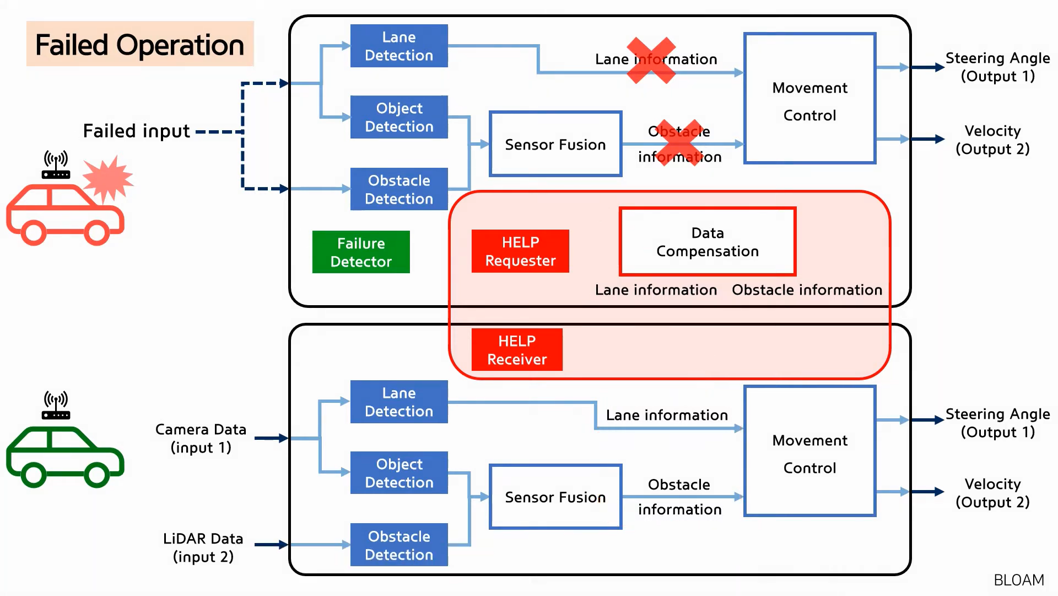 Failed Operation
Lane
Detection
Lane information
Steering Angle
(Output 1)
Movement
Control
Object
Detection
Failed input
Sensor Fusion
Obstacle
information
Velocity
(Output 2)
Obstacle
Detection
Failure
Detector
HELP
Requester
Data
Compensation
Lane information
Obstacle information
HELP
Receiver
Lane
Detection
Lane information
Steering Angle
(Output 1)
Camera Data
(input 1)
Movement
Control
Object
Detection
Sensor Fusion
Obstacle
information
Velocity
(Output 2)
LiDAR Data
(input 2)
Obstacle
Detection
BLOAM